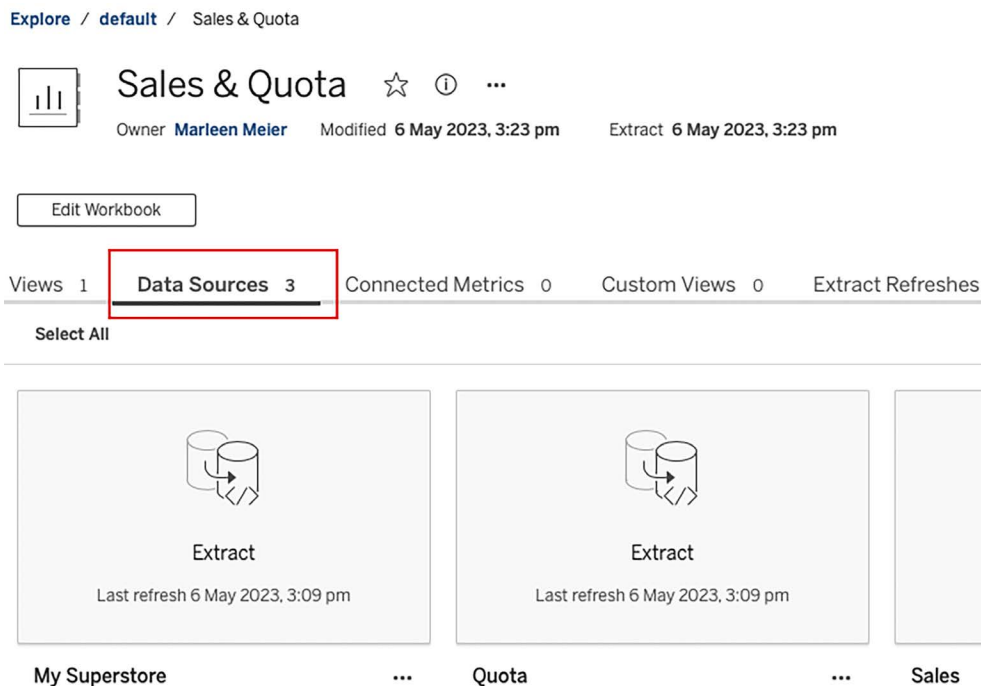 Explore / default / Sales & Quota
Sales & Quota
Owner Marleen Meier Modified 6 May 2023, 3:23 pm Extract 6 May 2023, 3:23 pm
Edit Workbook
Views 1 Data Sources 3 Connected Metrics 0 Custom Views 0 Extract Refreshes
Select All
Extract Extract
Last refresh 6 May 2023, 3:09 pm Last refresh 6 May 2023, 3:09 pm
My Superstore ... Quota ... Sales